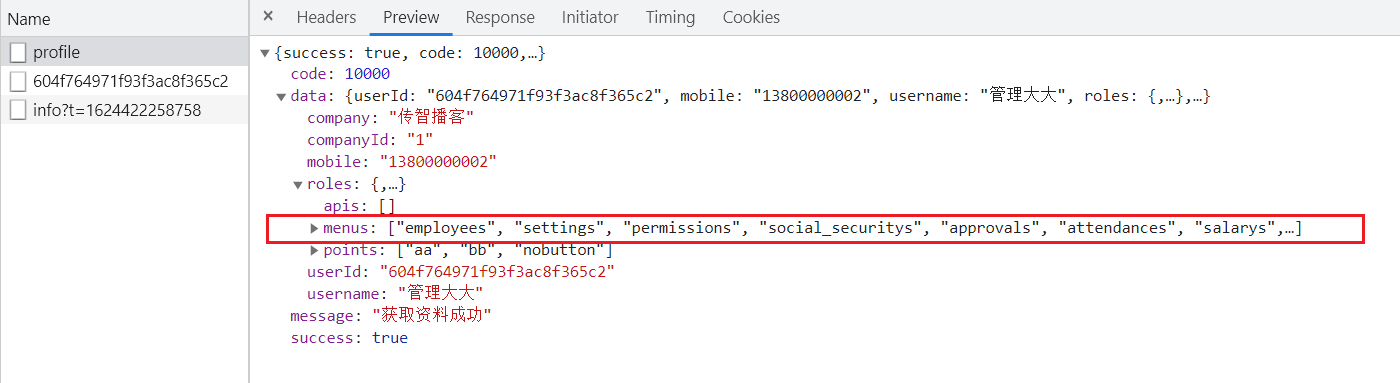 Name
× Headers Preview Response Initiator Timing Cookies
profile
604f764971f93f3ac8f365c2
info?t=1624422258758
▼{success: true, code: 10000,…}
code: 10000
▼data: {userId: "604f764971f93f3ac8f365c2", mobile: "13800000002", username: "管理大大", roles: {,…},…}
company: "传智播客"
companyId: "1"
mobile: "13800000002"
▼roles: {,…}
apis: []
▶menus: ["employees", "settings", "permissions", "social_securitys", "approvals", "attendances", "salarys",…]
▶points: ["aa", "bb", "nobutton"]
userId: "604f764971f93f3ac8f365c2"
username: "管理大大"
message: "获取资料成功"
success: true